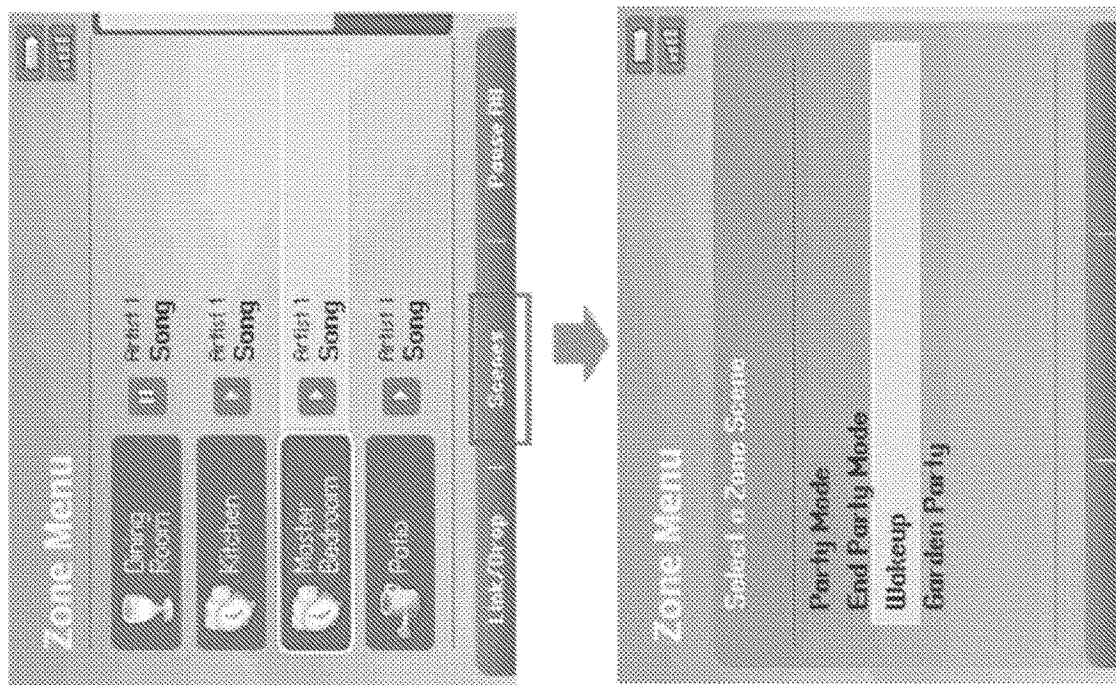 Zone Menu
Dining
Room
Artist 1
Song
Kitchen
Artist 1
Song
Master
Bedroom
Artist 1
Song
Patio
Artist 1
Song
Link/Drop
Scenes
Pause All
Zone Menu
Select a Zone Scene
Party Mode
End Party Mode
Wakeup
Garden Party